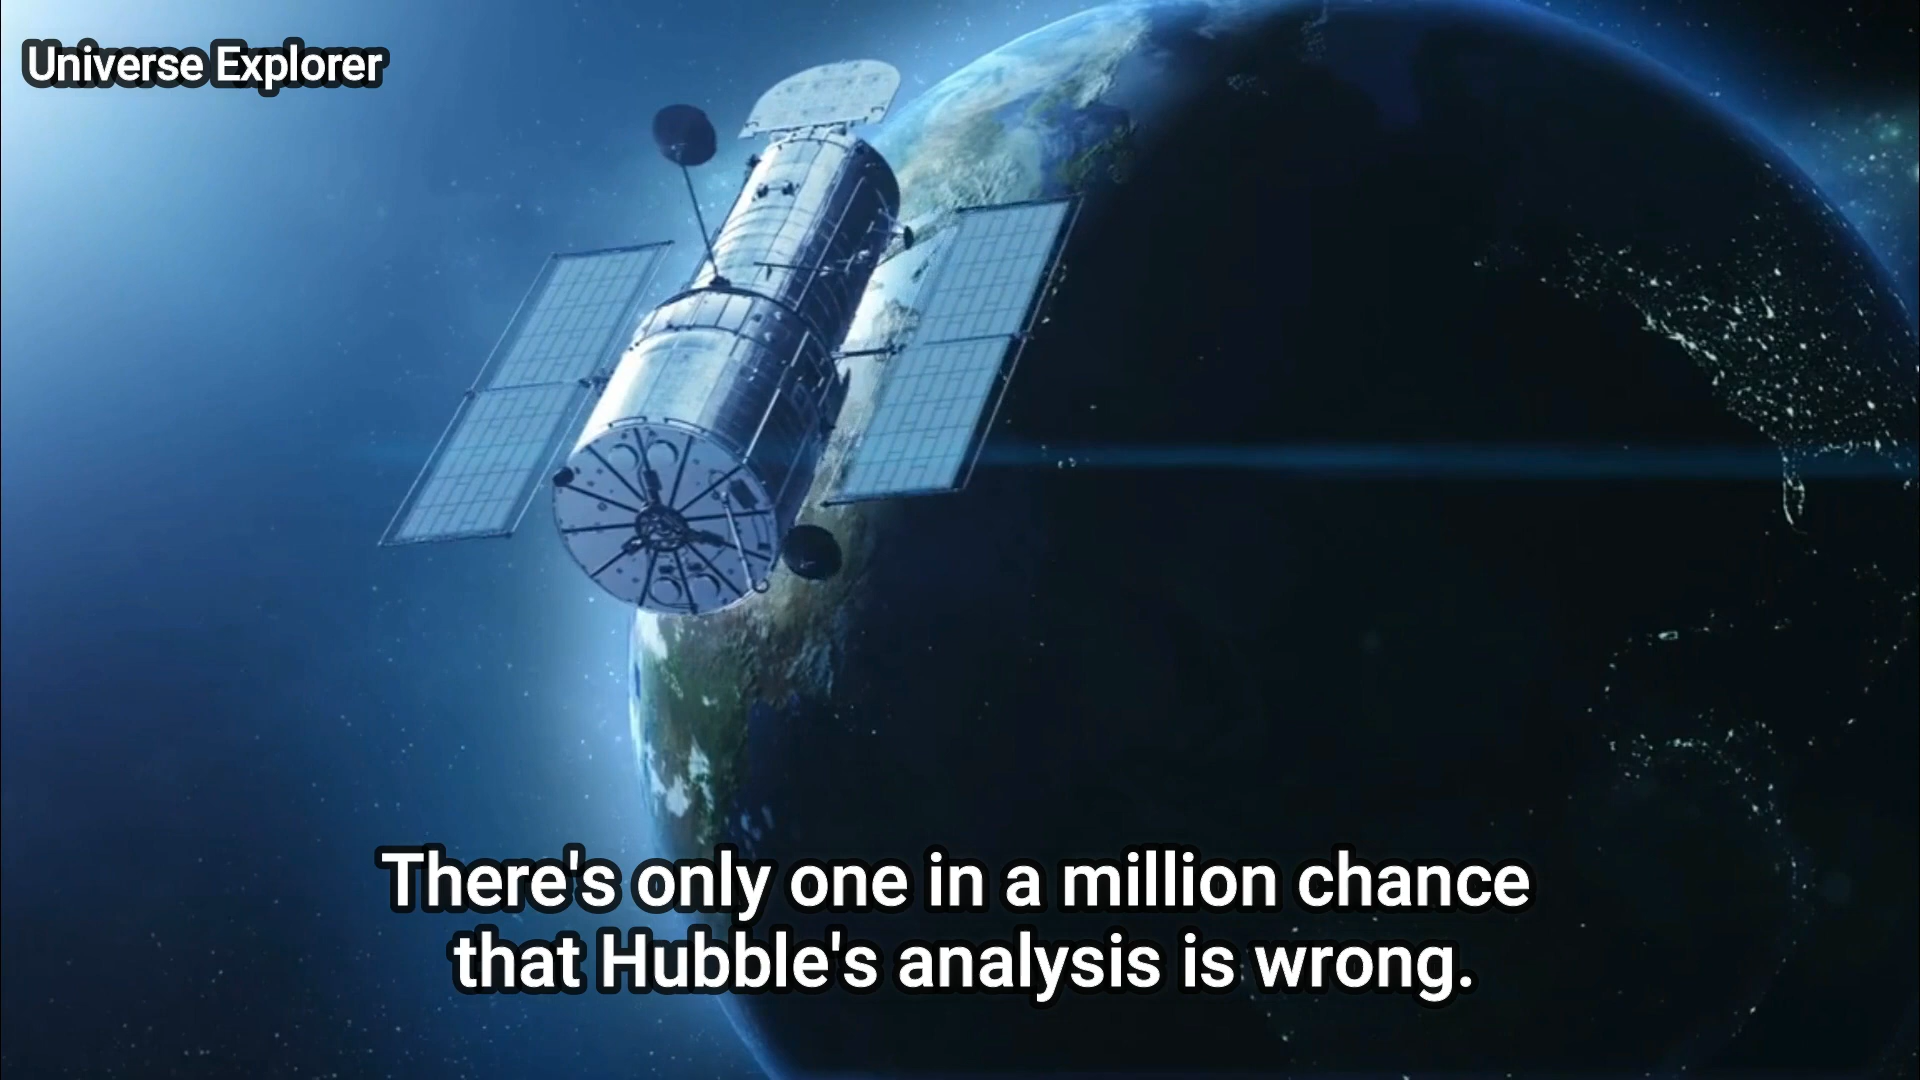 Universe Explorer
There's only one in a million chance
that Hubble's analysis is wrong.